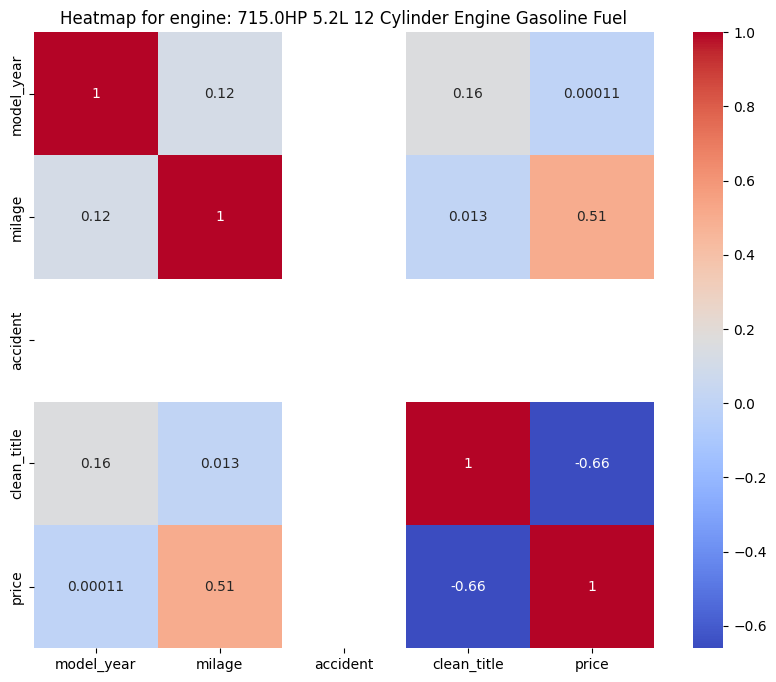 Heatmap for engine: 715.0HP 5.2L 12 Cylinder Engine Gasoline Fuel
model_year
1
0.12
0.16
0.00011
milage
0.12
1
0.013
0.51
accident
clean_title
0.16
0.013
1
-0.66
price
0.00011
0.51
-0.66
1
model_year
milage
accident
clean_title
price
1.0
0.8
0.6
0.4
0.2
0.0
−0.2
−0.4
−0.6